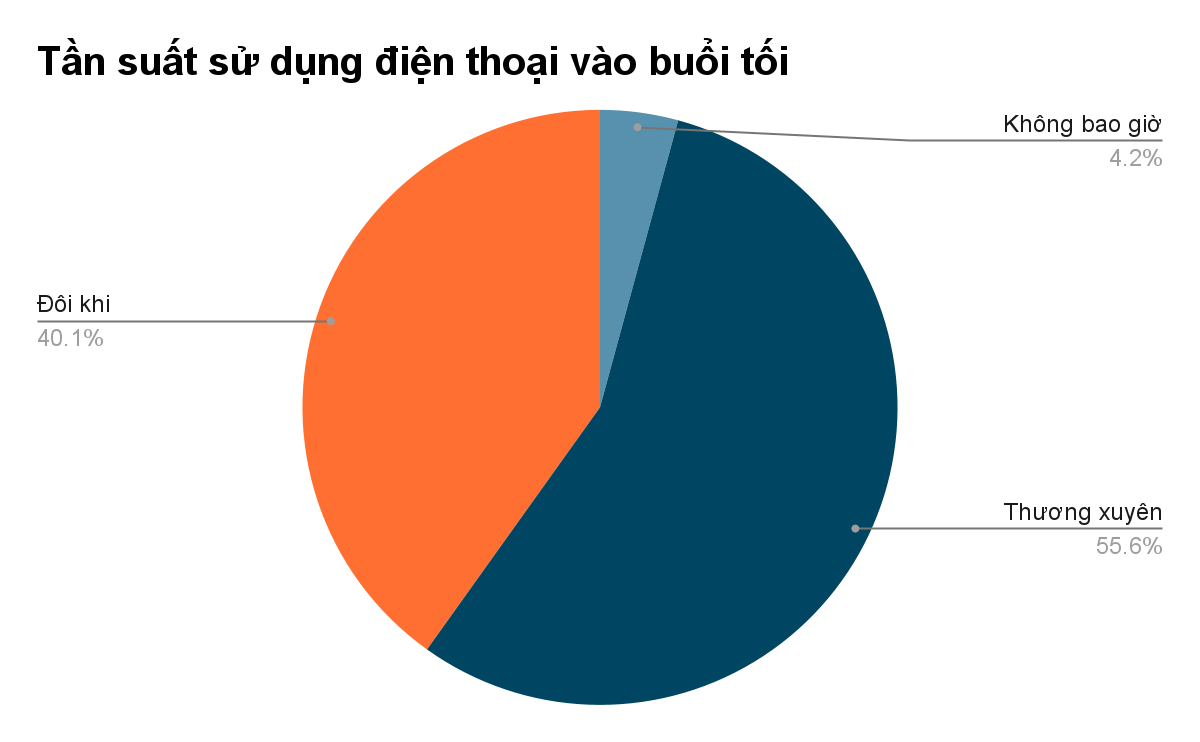 Tần suất sử dụng điện thoại vào buổi tối
Không bao giờ
4.2%
Đôi khi
40.1%
Thương xuyên
55.6%